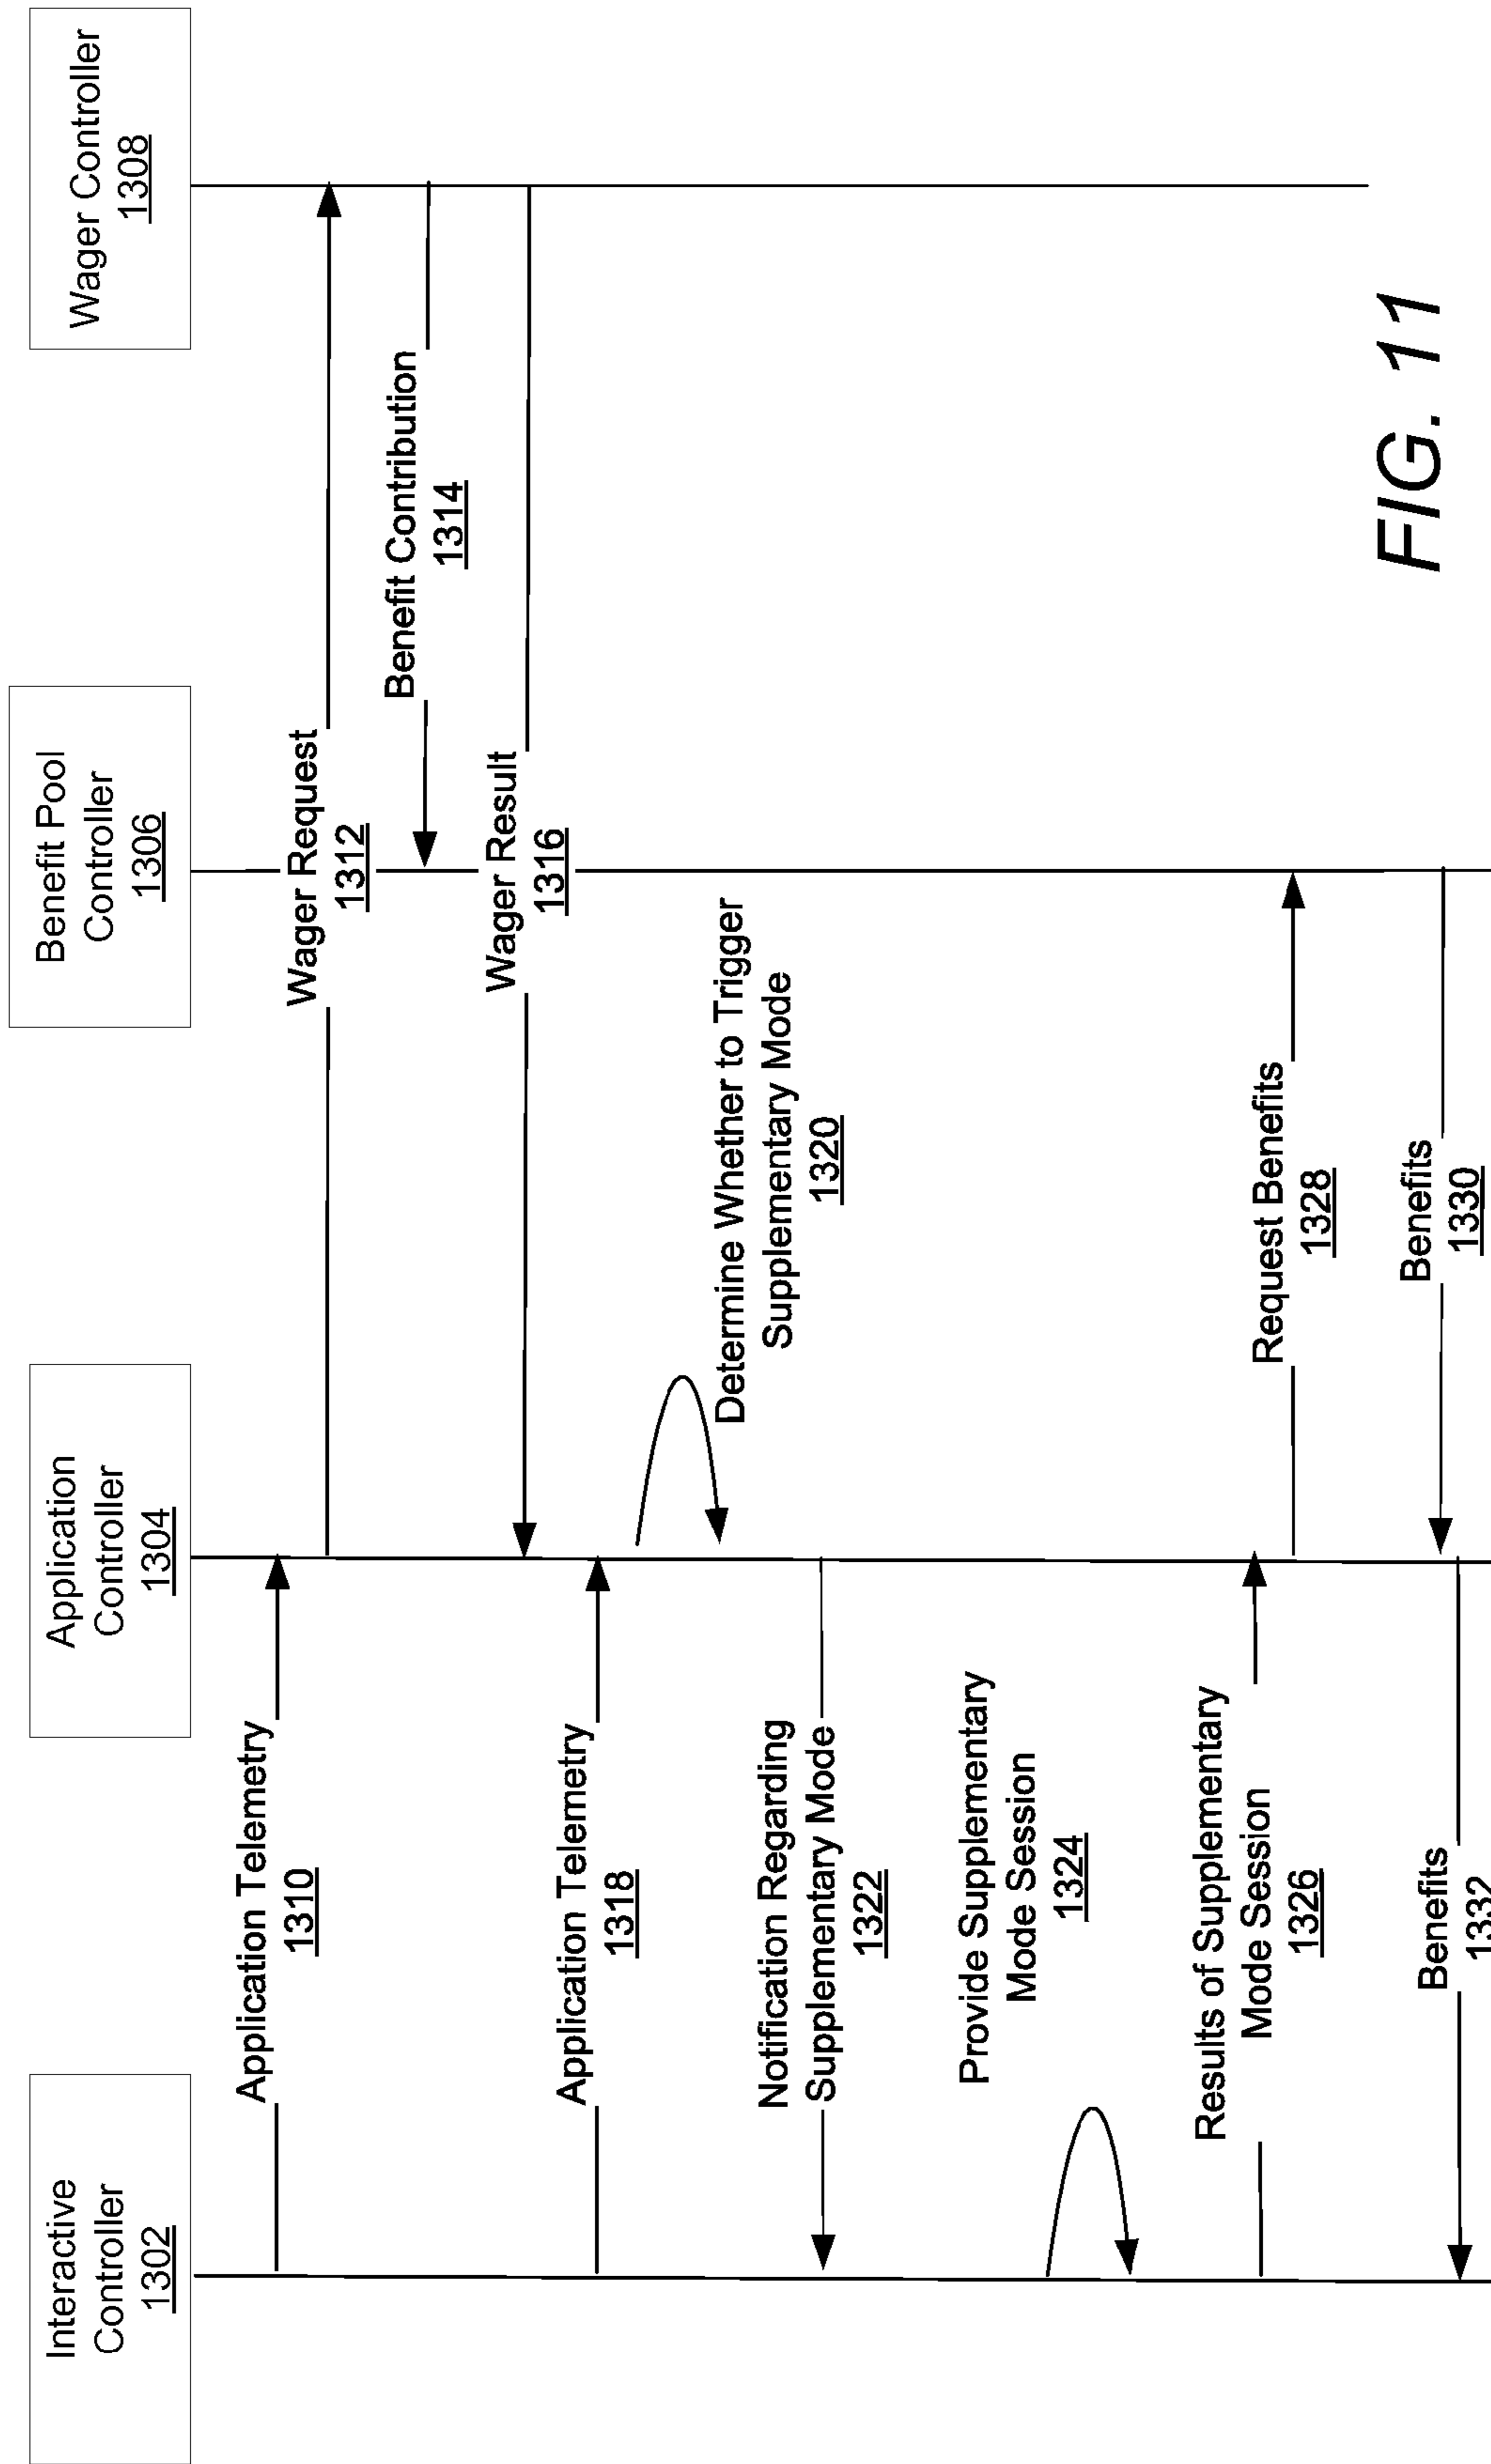 Interactive
Controller
1302
Application
Controller
1304
Benefit Pool
Controller
1306
Wager Controller
1308
Application Telemetry
1310
Wager Request
1312
Benefit Contribution
1314
Wager Result
1316
Application Telemetry
1318
Determine Whether to Trigger
Supplementary Mode
1320
Notification Regarding
Supplementary Mode
1322
Provide Supplementary
Mode Session
1324
Results of Supplementary
Mode Session
1326
Request Benefits
1328
Benefits
1330
Benefits
1332
FIG. 11